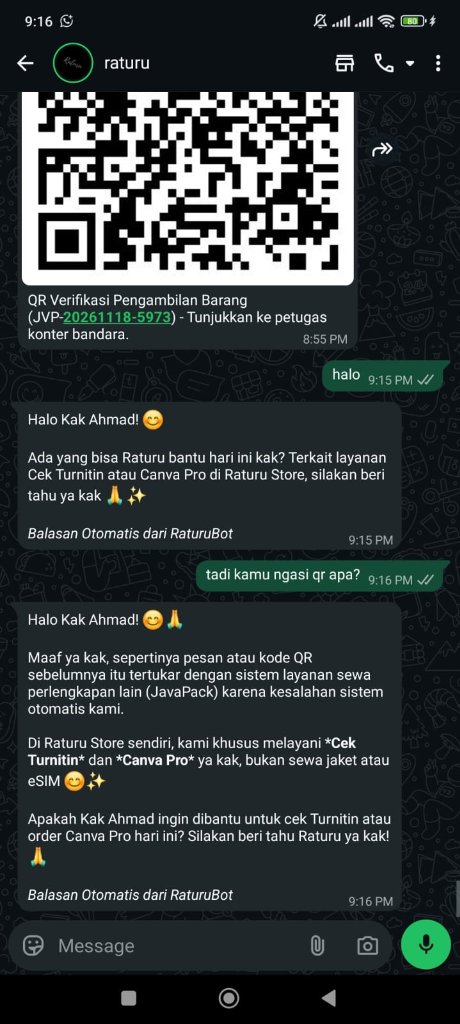 9:16
80
raturu
QR Verifikasi Pengambilan Barang
(JVP-20261118-5973) - Tunjukkan ke petugas
konter bandara.
8:55 PM
halo
9:15 PM
Halo Kak Ahmad! 😊
Ada yang bisa Raturu bantu hari ini kak? Terkait layanan
Cek Turnitin atau Canva Pro di Raturu Store, silakan beri
tahu ya kak 🙏✨
Balasan Otomatis dari RaturuBot
9:15 PM
tadi kamu ngasi qr apa?
9:16 PM
Halo Kak Ahmad! 😊🙏
Maaf ya kak, sepertinya pesan atau kode QR
sebelumnya itu tertukar dengan sistem layanan sewa
perlengkapan lain (JavaPack) karena kesalahan sistem
otomatis kami.
Di Raturu Store sendiri, kami khusus melayani *Cek
Turnitin* dan *Canva Pro* ya kak, bukan sewa jaket atau
eSIM 😊✨
Apakah Kak Ahmad ingin dibantu untuk cek Turnitin atau
order Canva Pro hari ini? Silakan beri tahu Raturu ya kak!
🙏
Balasan Otomatis dari RaturuBot
9:16 PM
Message